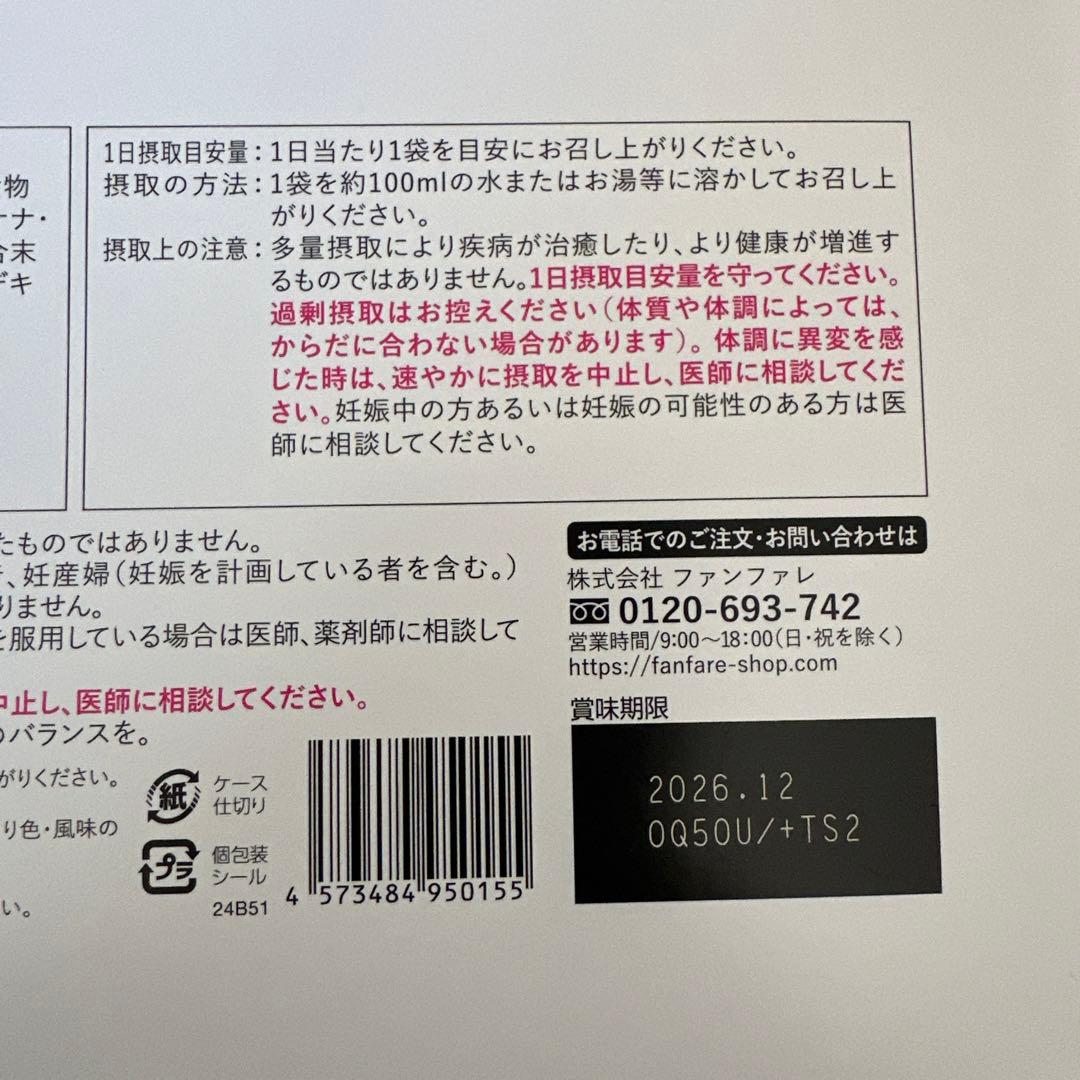 物
ナ・
合末
デキ
1日摂取目安量：1日当たり1袋を目安にお召し上がりください。
摂取の方法：1袋を約100mlの水またはお湯等に溶かしてお召し上
がりください。
摂取上の注意：多量摂取により疾病が治癒したり、より健康が増進す
るものではありません。1日摂取目安量を守ってください。
過剰摂取はお控えください（体質や体調によっては、
からだに合わない場合があります）。体調に異変を感
じた時は、速やかに摂取を中止し、医師に相談してくだ
さい。妊娠中の方あるいは妊娠の可能性のある方は医
師に相談してください。
たものではありません。
、妊産婦（妊娠を計画している者を含む。）
りません。
を服用している場合は医師、薬剤師に相談して
中止し、医師に相談してください。
のバランスを。
がりください。
り色・風味の
い。
紙
ケース
仕切り
プラ
個包装
シール
24B51
4 573484 950155
お電話でのご注文・お問い合わせは
株式会社 ファンファレ
0120-693-742
営業時間/9:00～18:00（日・祝を除く）
https://fanfare-shop.com
賞味期限
2026.12
0Q50U/+TS2